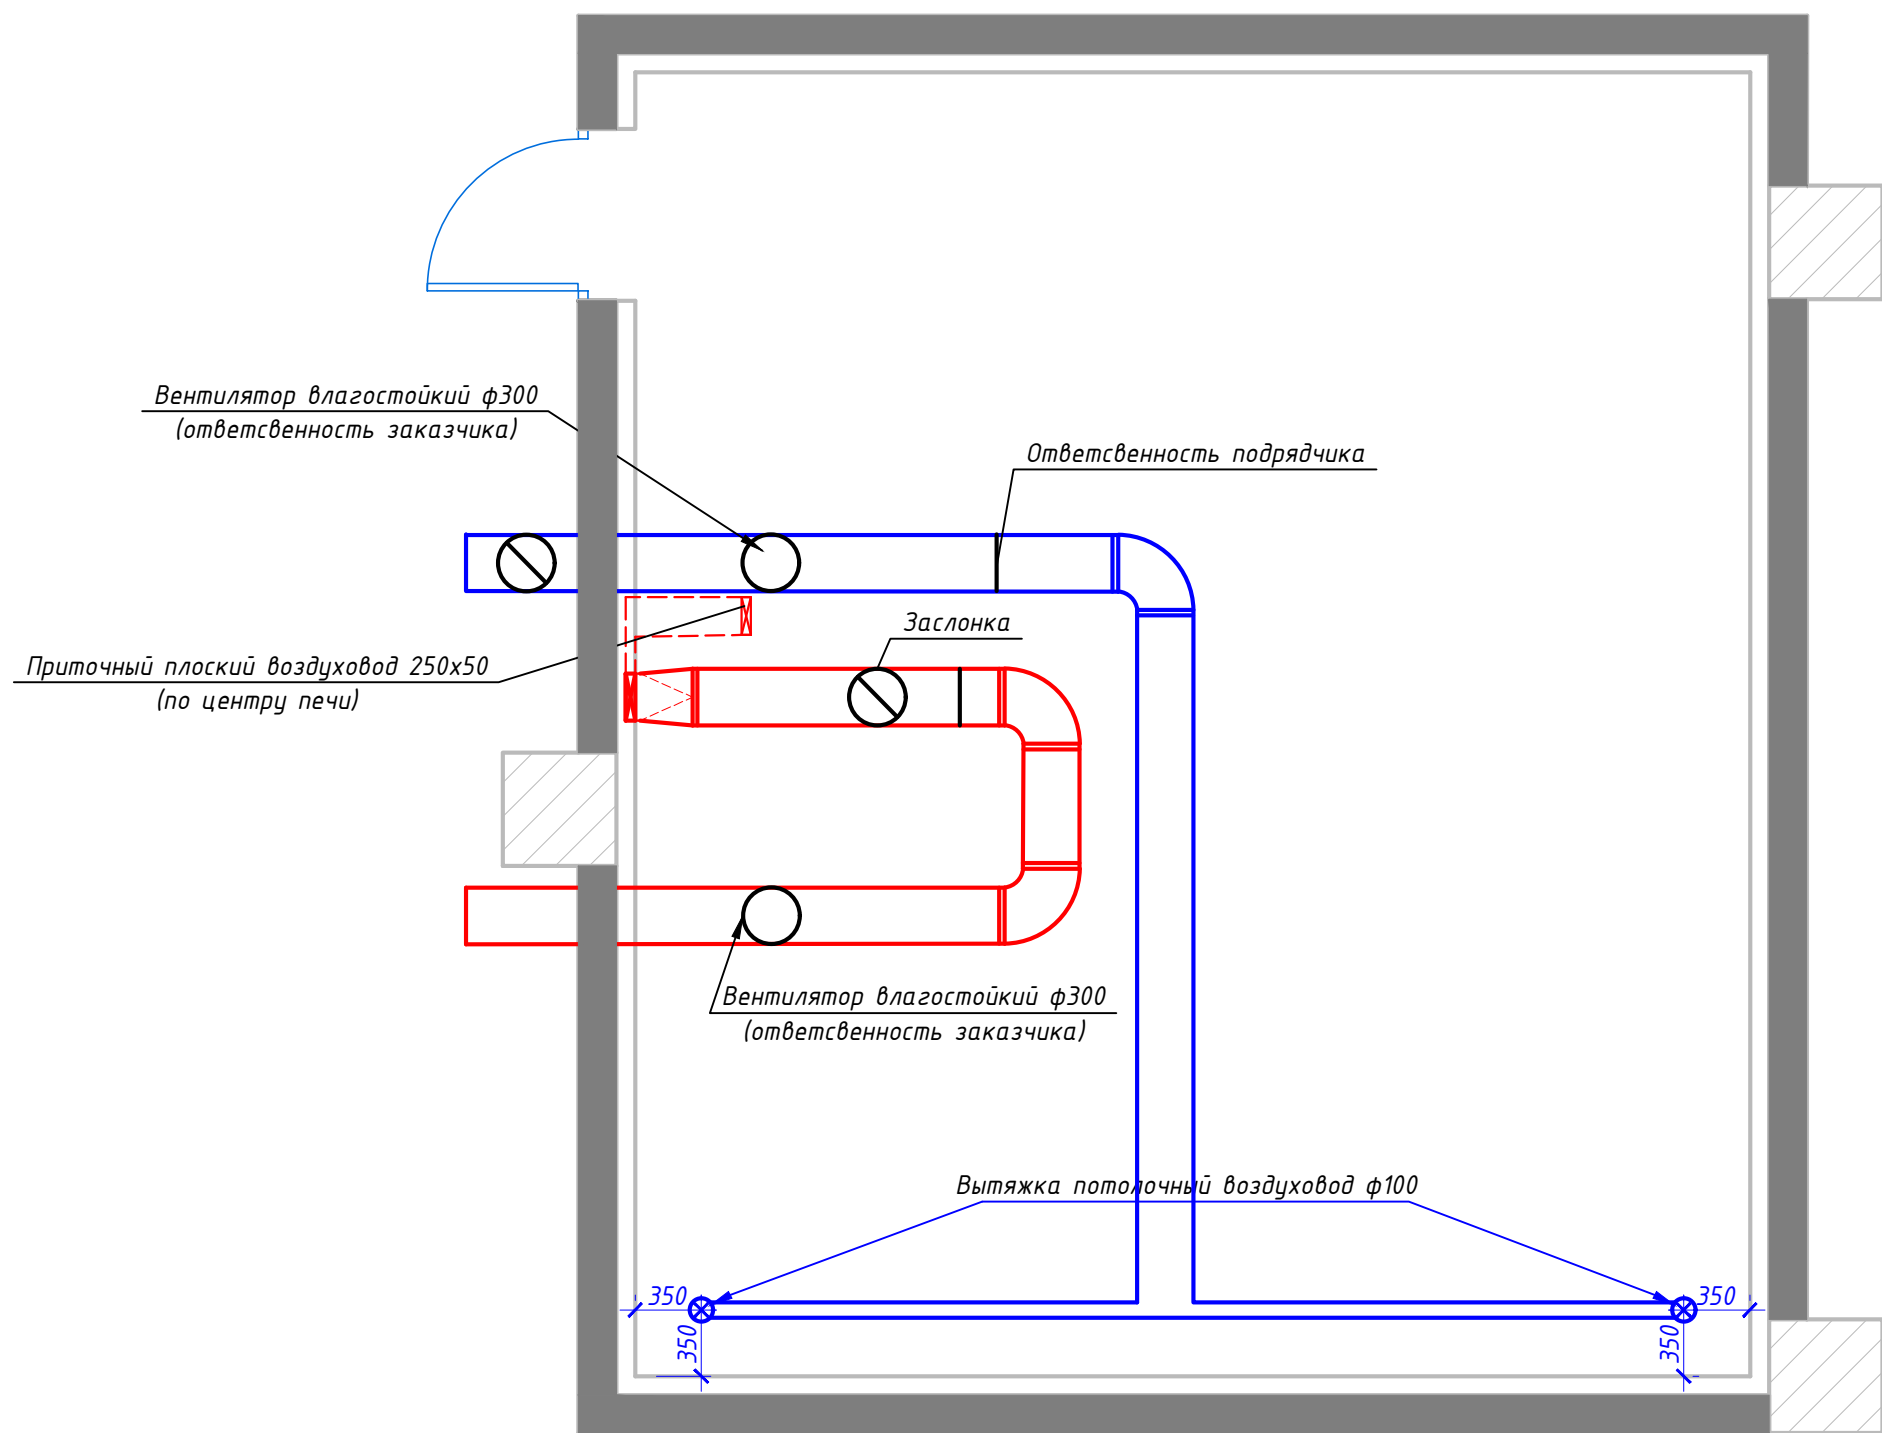 Вентилятор влагостойкий ф300
(ответсвенность заказчика)
Ответсвенность подрядчика
Заслонка
Приточный плоский воздуховод 250х50
(по центру печи)
Вентилятор влагостойкий ф300
(ответсвенность заказчика)
Вытяжка потолочный воздуховод ф100
350
350
350
350